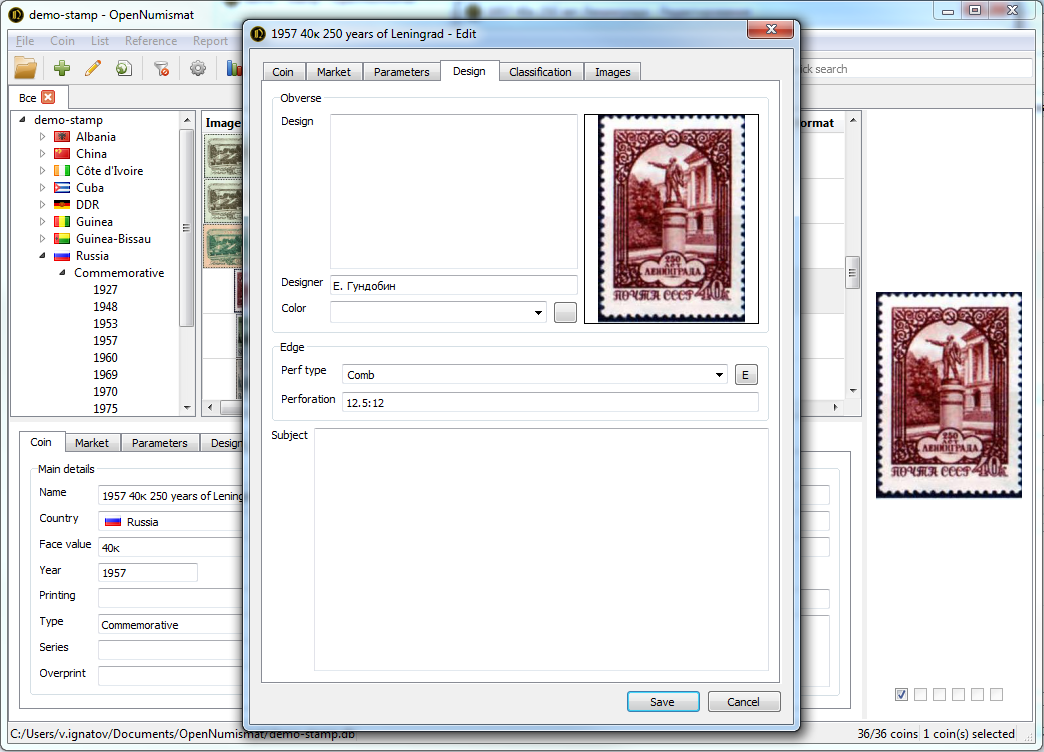 demo-stamp - OpenNumismat
File Coin List Reference Report
ck search
Все
demo-stamp
Albania
China
Côte d'Ivoire
Cuba
DDR
Guinea
Guinea-Bissau
Russia
Commemorative
1927
1948
1953
1957
1960
1969
1970
1975
Image
ormat
1957 40к 250 years of Leningrad - Edit
Coin Market Parameters Design Classification Images
Obverse
Design
Designer Е. Гундобин
Color
250
ЛЕТ
ЛЕНИНГРАДА
ПОЧТА СССР 40к
Edge
Perf type Comb E
Perforation 12.5:12
Subject
Save Cancel
250
ЛЕТ
ЛЕНИНГРАДА
ПОЧТА СССР 40к
Coin Market Parameters Design
Main details
Name 1957 40к 250 years of Lening
Country Russia
Face value 40к
Year 1957
Printing
Type Commemorative
Series
Overprint
C:/Users/v.ignatov/Documents/OpenNumismat/demo-stamp.db
36/36 coins 1 coin(s) selected